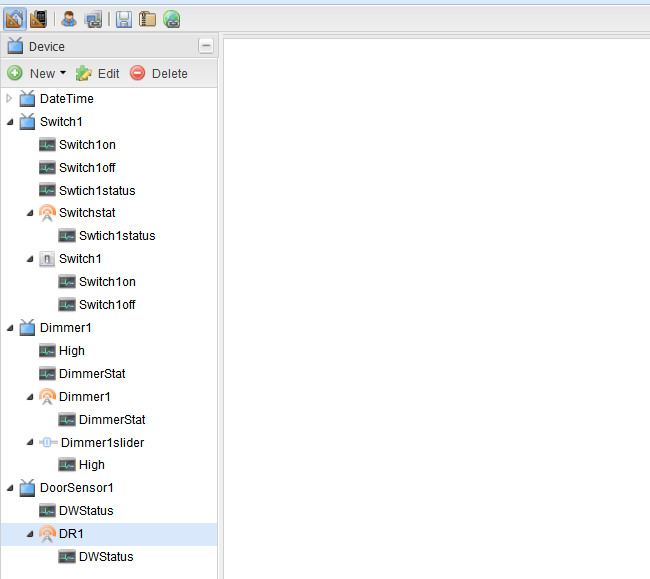 Device
New Edit Delete
DateTime
Switch1
Switch1on
Switch1off
Swtich1status
Switchstat
Swtich1status
Switch1
Switch1on
Switch1off
Dimmer1
High
DimmerStat
Dimmer1
DimmerStat
Dimmer1slider
High
DoorSensor1
DWStatus
DR1
DWStatus